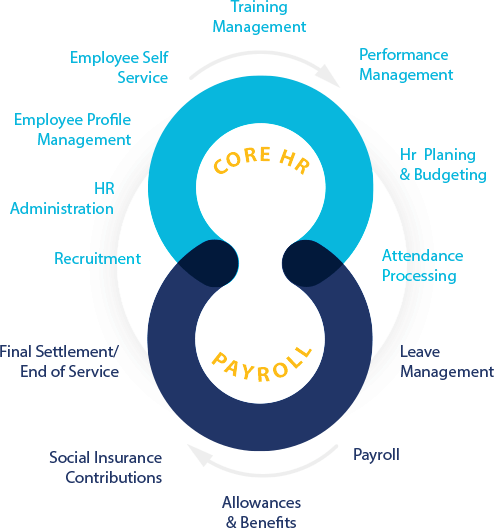 Training
Management
Employee Self
Service
Performance
Management
Employee Profile
Management
CORE HR
Hr Planing
& Budgeting
HR
Administration
Recruitment
Attendance
Processing
Final Settlement/
End of Service
PAYROLL
Leave
Management
Social Insurance
Contributions
Payroll
Allowances
& Benefits